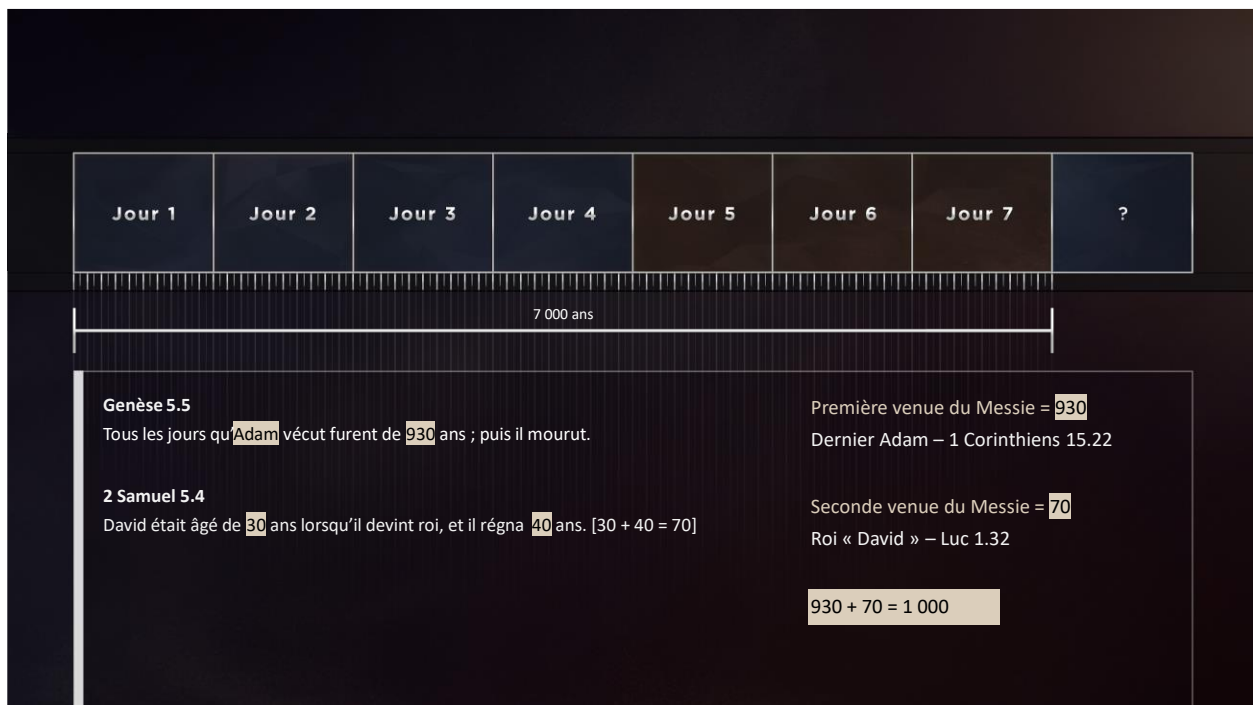 Jour 1 Jour 2 Jour 3 Jour 4 Jour 5 Jour 6 Jour 7 ?
7 000 ans
Genèse 5.5
Tous les jours qu'Adam vécut furent de 930 ans ; puis il mourut.
2 Samuel 5.4
David était âgé de 30 ans lorsqu'il devint roi, et il régna 40 ans. [30 + 40 = 70]
Première venue du Messie = 930
Dernier Adam – 1 Corinthiens 15.22
Seconde venue du Messie = 70
Roi « David » – Luc 1.32
930 + 70 = 1 000